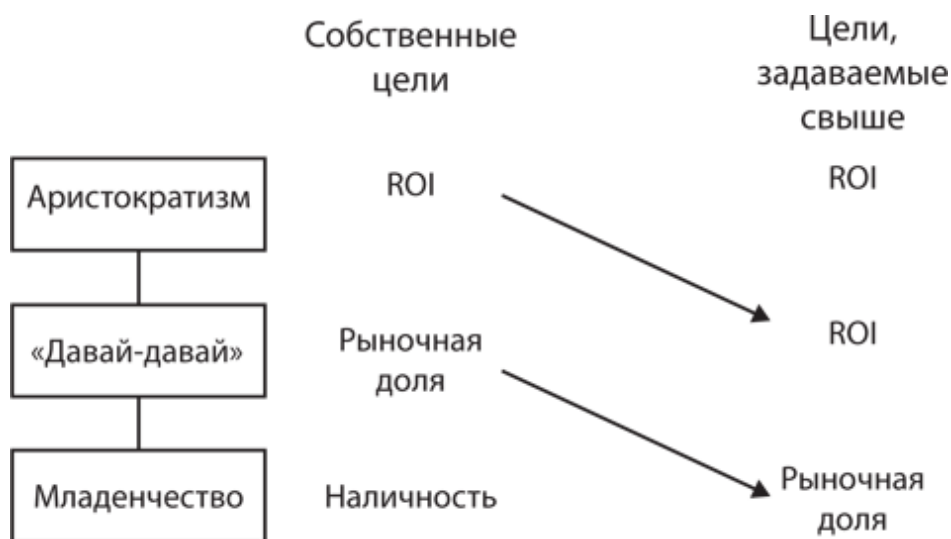 Собственные
цели
Цели,
задаваемые
свыше
Аристократизм
ROI
ROI
«Давай-давай»
Рыночная
доля
ROI
Младенчество
Наличность
Рыночная
доля